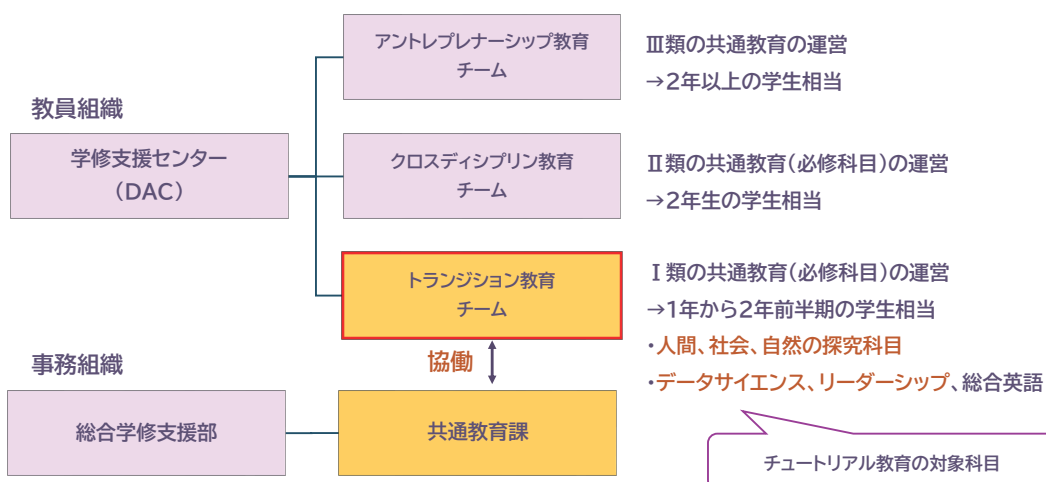 アントレプレナーシップ教育
チーム
Ⅲ類の共通教育の運営
→2年以上の学生相当
教員組織
学修支援センター
(DAC)
クロスディシプリン教育
チーム
Ⅱ類の共通教育(必修科目)の運営
→2年生の学生相当
トランジション教育
チーム
Ⅰ類の共通教育(必修科目)の運営
→1年から2年前半期の学生相当
・人間、社会、自然の探究科目
・データサイエンス、リーダーシップ、総合英語
協働
事務組織
総合学修支援部
共通教育課
チュートリアル教育の対象科目